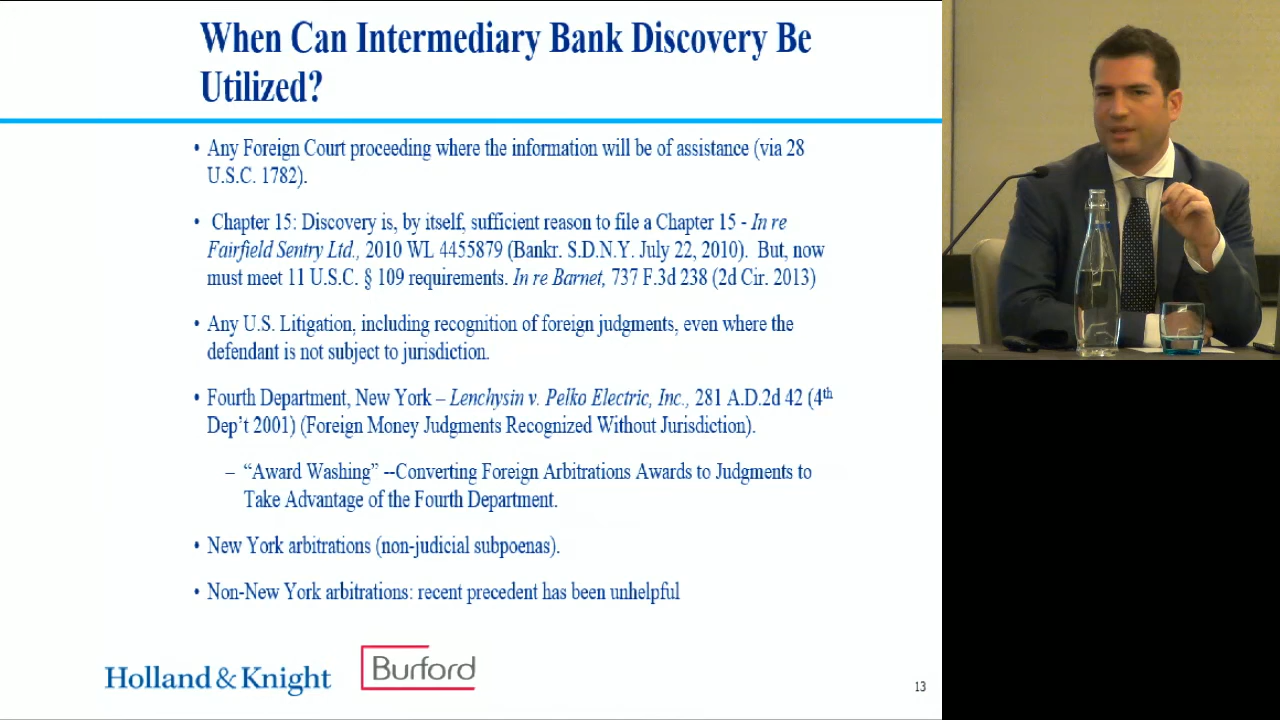 When Can Intermediary Bank Discovery Be
Utilized?
• Any Foreign Court proceeding where the information will be of assistance (via 28
U.S.C. 1782).
• Chapter 15: Discovery is, by itself, sufficient reason to file a Chapter 15 - In re
Fairfield Sentry Ltd., 2010 WL 4455879 (Bankr. S.D.N.Y. July 22, 2010). But, now
must meet 11 U.S.C. § 109 requirements. In re Barnet, 737 F.3d 238 (2d Cir. 2013)
• Any U.S. Litigation, including recognition of foreign judgments, even where the
defendant is not subject to jurisdiction.
• Fourth Department, New York – Lenchysin v. Pelko Electric, Inc., 281 A.D.2d 42 (4th
Dep't 2001) (Foreign Money Judgments Recognized Without Jurisdiction).
– “Award Washing” --Converting Foreign Arbitrations Awards to Judgments to
Take Advantage of the Fourth Department.
• New York arbitrations (non-judicial subpoenas).
• Non-New York arbitrations: recent precedent has been unhelpful
Holland & Knight
Burford
13